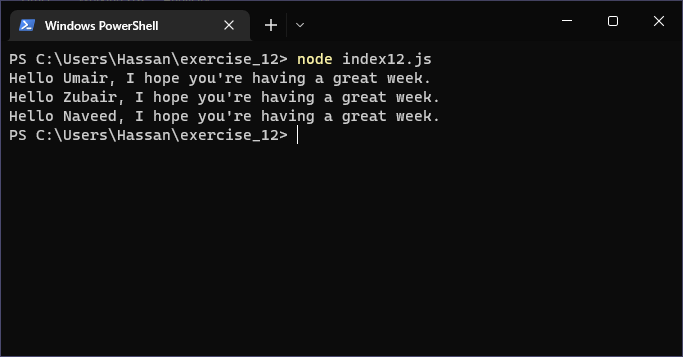 Windows PowerShell
PS C:\Users\Hassan\exercise_12> node index12.js
Hello Umair, I hope you're having a great week.
Hello Zubair, I hope you're having a great week.
Hello Naveed, I hope you're having a great week.
PS C:\Users\Hassan\exercise_12>